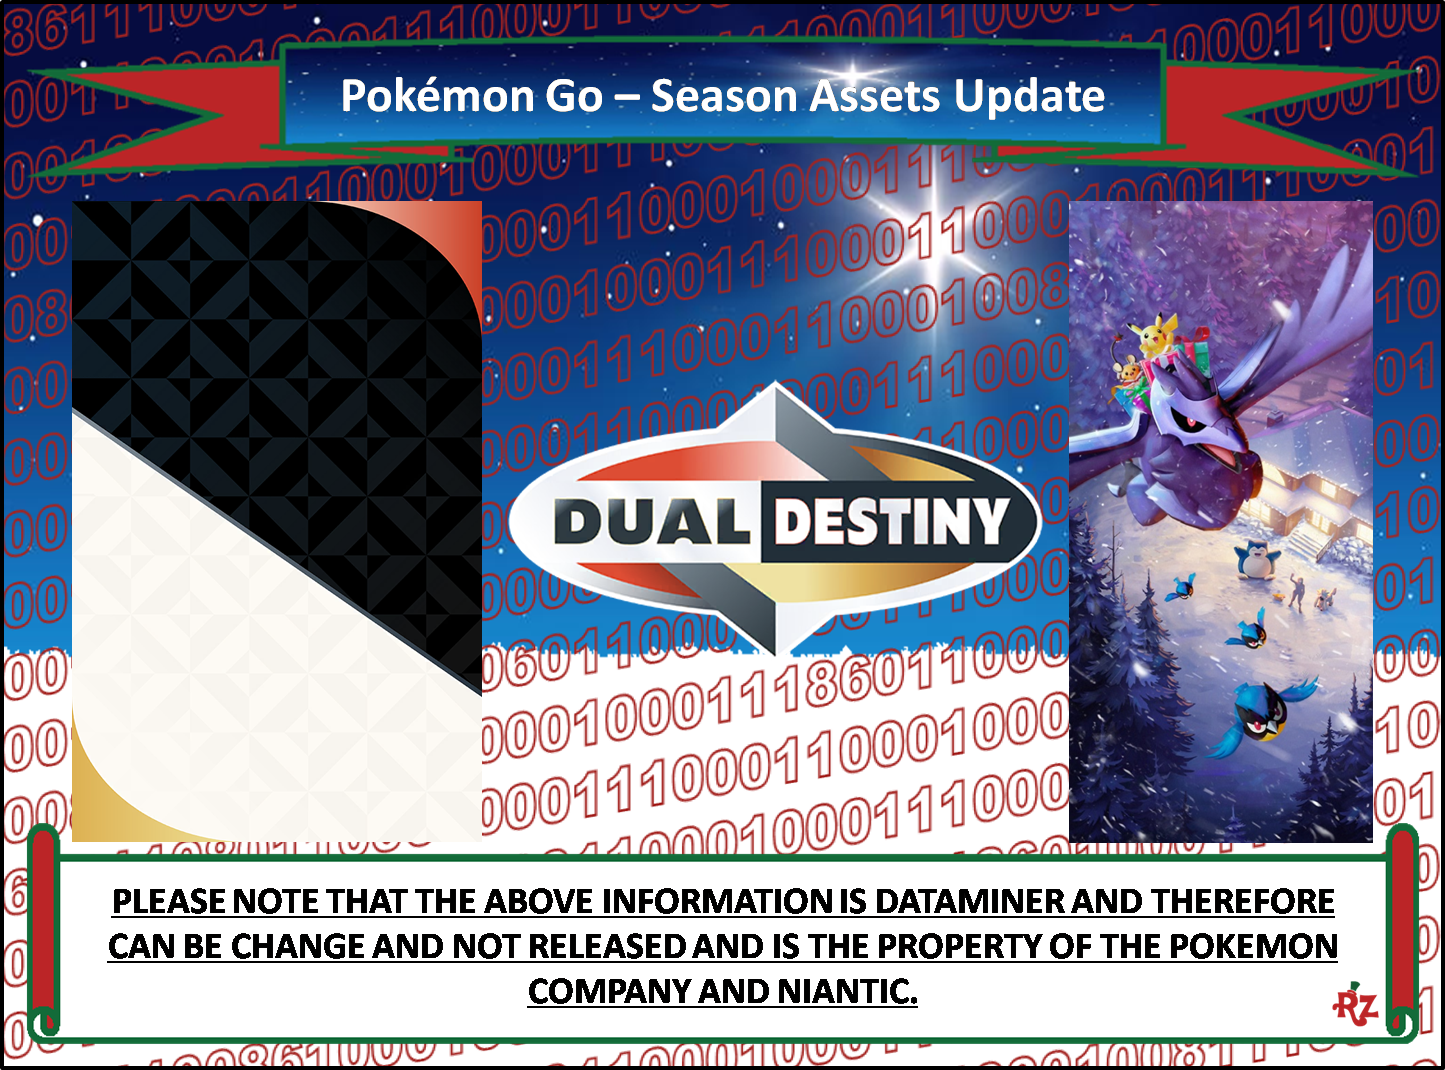 Pokémon Go – Season Assets Update
DUAL DESTINY
PLEASE NOTE THAT THE ABOVE INFORMATION IS DATAMINER AND THEREFORE
CAN BE CHANGE AND NOT RELEASED AND IS THE PROPERTY OF THE POKEMON
COMPANY AND NIANTIC.
RZ